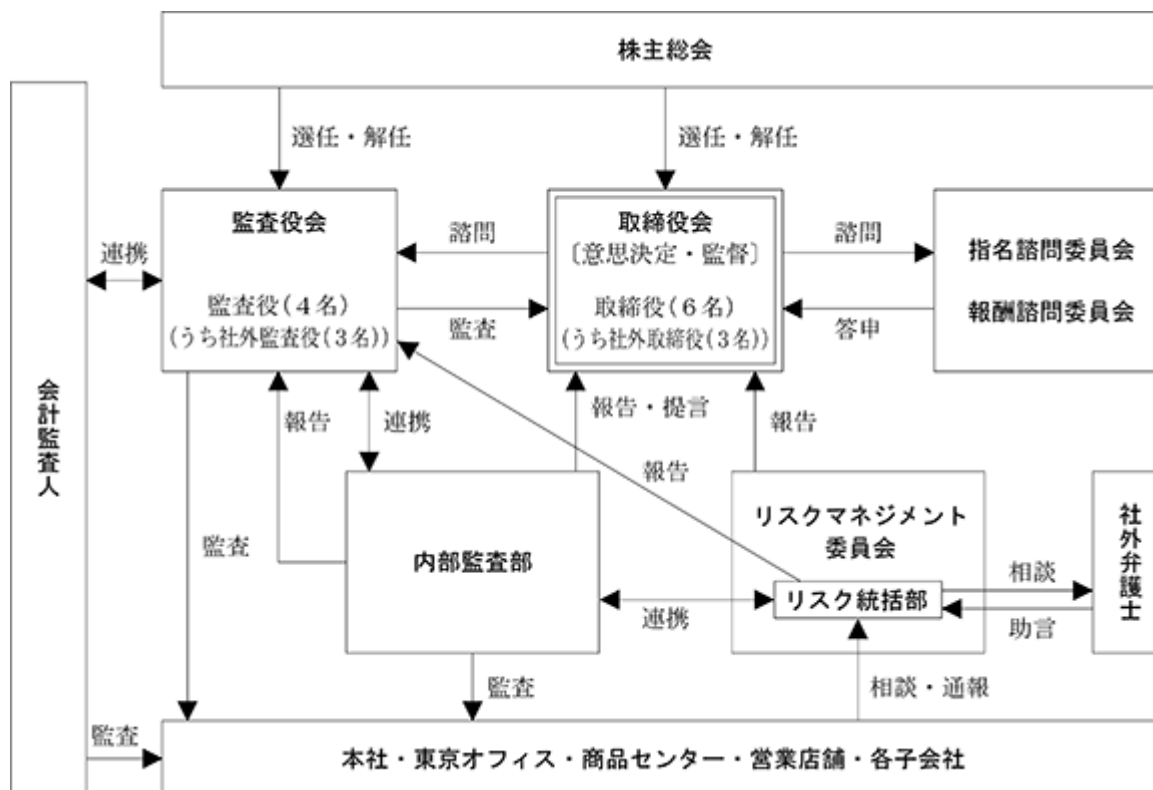 株主総会
選任・解任
選任・解任
監査役会
監査役(4名)
(うち社外監査役(3名))
諮問
監査
取締役会
〔意思決定・監督〕
取締役(6名)
(うち社外取締役(3名))
諮問
答申
指名諮問委員会
報酬諮問委員会
連携
会計監査人
報告
連携
報告・提言
報告
報告
監査
内部監査部
連携
リスクマネジメント
委員会
リスク統括部
相談
助言
社外弁護士
監査
相談・通報
監査
本社・東京オフィス・商品センター・営業店舗・各子会社